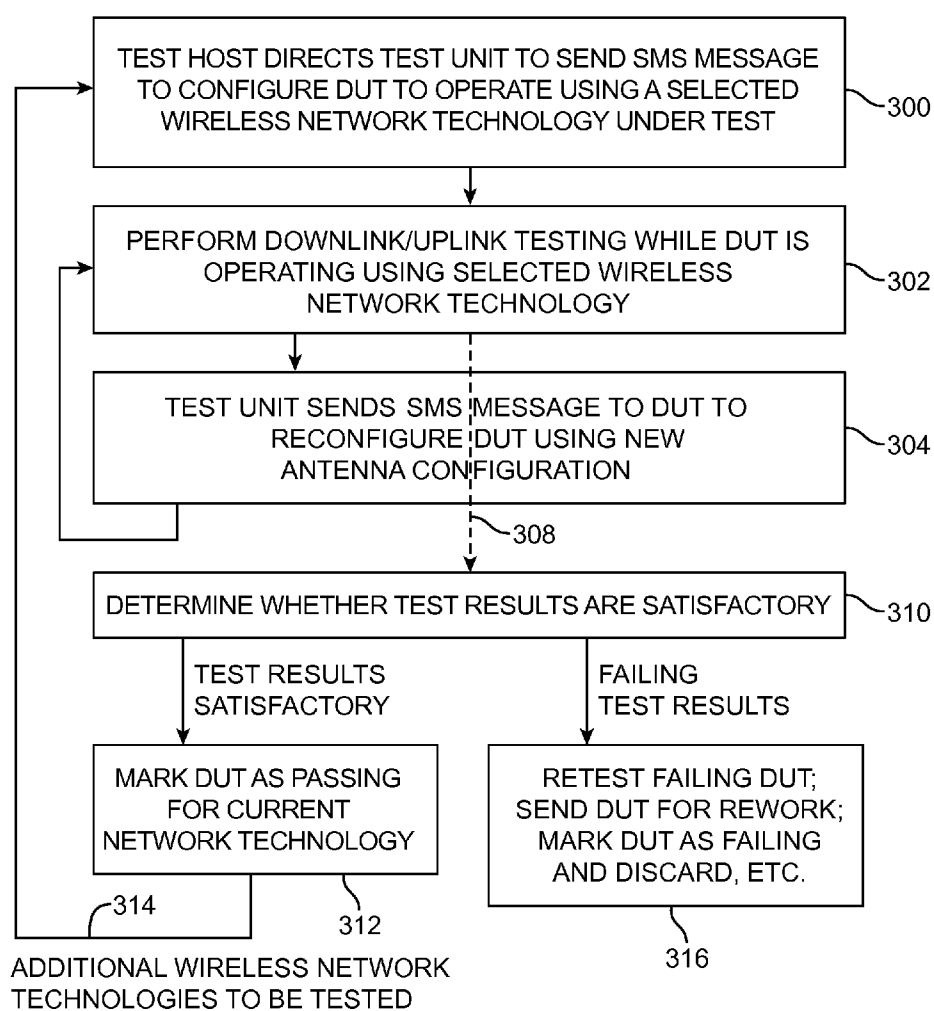 TEST HOST DIRECTS TEST UNIT TO SEND SMS MESSAGE
TO CONFIGURE DUT TO OPERATE USING A SELECTED
WIRELESS NETWORK TECHNOLOGY UNDER TEST
300
PERFORM DOWNLINK/UPLINK TESTING WHILE DUT IS
OPERATING USING SELECTED WIRELESS
NETWORK TECHNOLOGY
302
TEST UNIT SENDS SMS MESSAGE TO DUT TO
RECONFIGURE DUT USING NEW
ANTENNA CONFIGURATION
304
308
DETERMINE WHETHER TEST RESULTS ARE SATISFACTORY
310
TEST RESULTS
SATISFACTORY
FAILING
TEST RESULTS
MARK DUT AS PASSING
FOR CURRENT
NETWORK TECHNOLOGY
312
RETEST FAILING DUT;
SEND DUT FOR REWORK;
MARK DUT AS FAILING
AND DISCARD, ETC.
316
314
ADDITIONAL WIRELESS NETWORK
TECHNOLOGIES TO BE TESTED